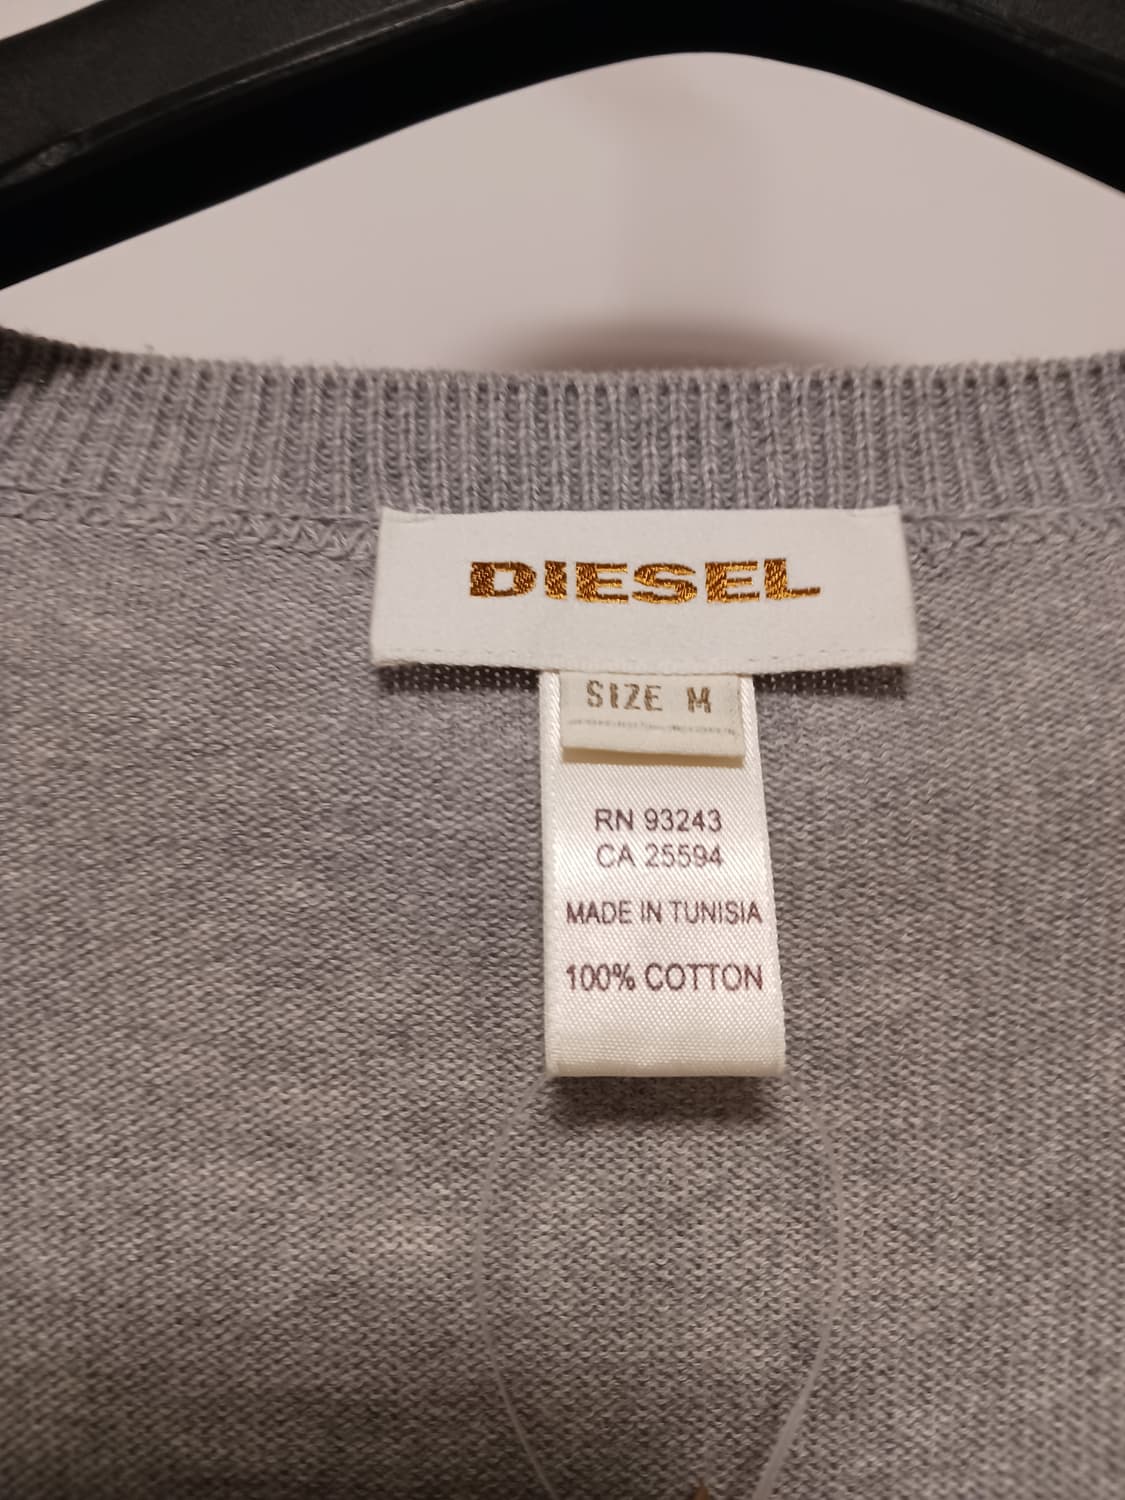 DIESEL
SIZE M
RN 93243
CA 25594
MADE IN TUNISIA
100% COTTON